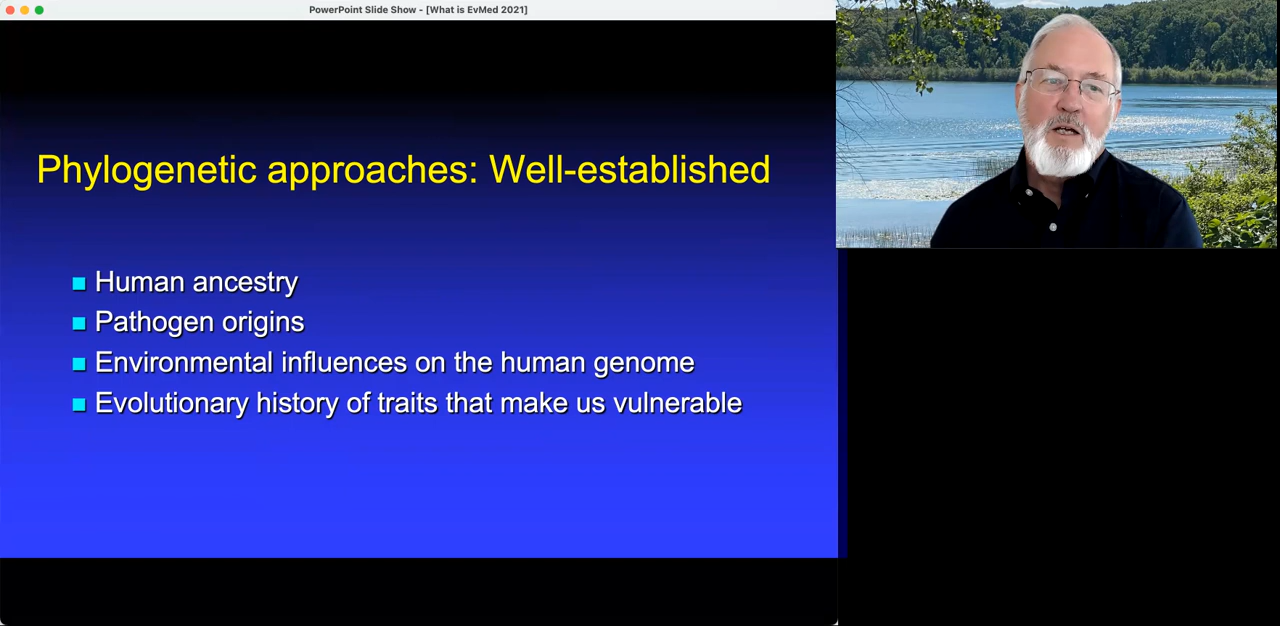 PowerPoint Slide Show - [What is EvMed 2021]
Phylogenetic approaches: Well-established
Human ancestry
Pathogen origins
Environmental influences on the human genome
Evolutionary history of traits that make us vulnerable